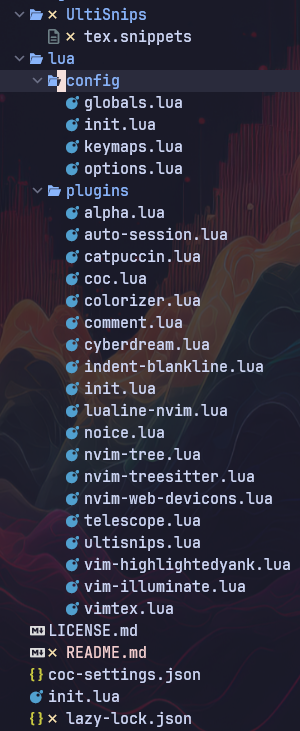 UltiSnips
tex.snippets
lua
config
globals.lua
init.lua
keymaps.lua
options.lua
plugins
alpha.lua
auto-session.lua
catpuccin.lua
coc.lua
colorizer.lua
comment.lua
cyberdream.lua
indent-blankline.lua
init.lua
lualine-nvim.lua
noice.lua
nvim-tree.lua
nvim-treesitter.lua
nvim-web-devicons.lua
telescope.lua
ultisnips.lua
vim-highlightedyank.lua
vim-illuminate.lua
vimtex.lua
LICENSE.md
README.md
coc-settings.json
init.lua
lazy-lock.json